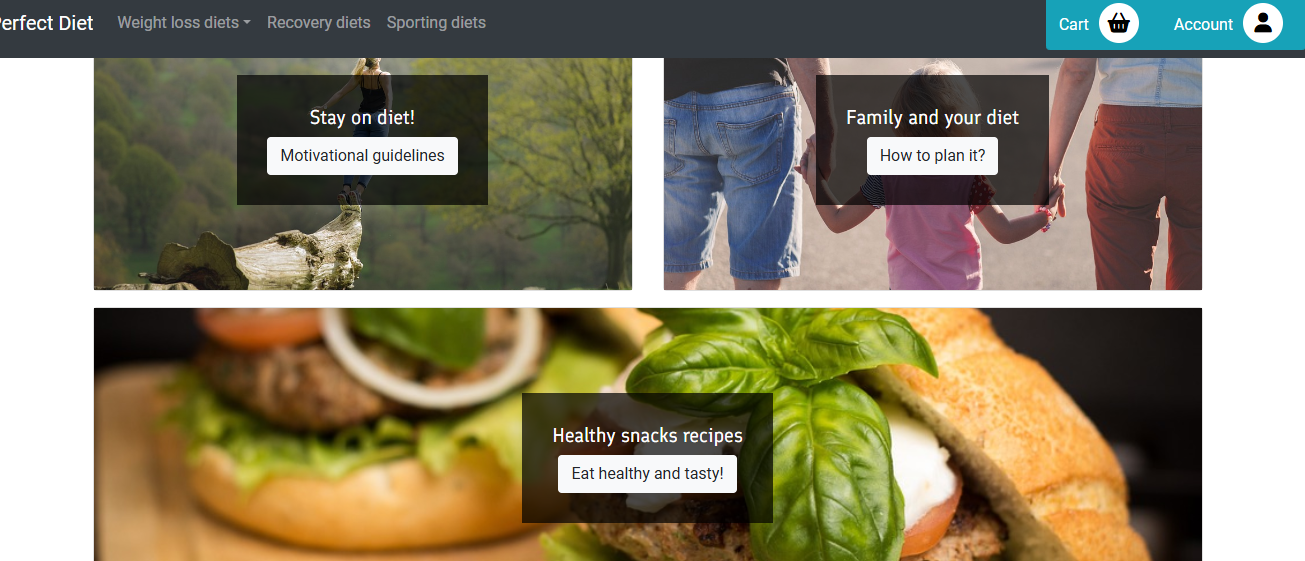 erfect Diet
Weight loss diets
Recovery diets
Sporting diets
Cart
Account
Stay on diet!
Motivational guidelines
Family and your diet
How to plan it?
Healthy snacks recipes
Eat healthy and tasty!